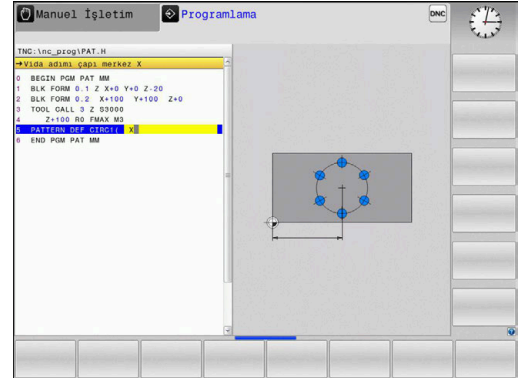 Manuel İşletim
Programlama
DNC
TNC:\nc_prog\PAT.H
→Vida adımı çapı merkez X
0 BEGIN PGM PAT MM
1 BLK FORM 0.1 Z X+0 Y+0 Z-20
2 BLK FORM 0.2 X+100 Y+100 Z+0
3 TOOL CALL 3 Z S3000
4 Z+100 R0 FMAX M3
5 PATTERN DEF CIRC1( X
6 END PGM PAT MM